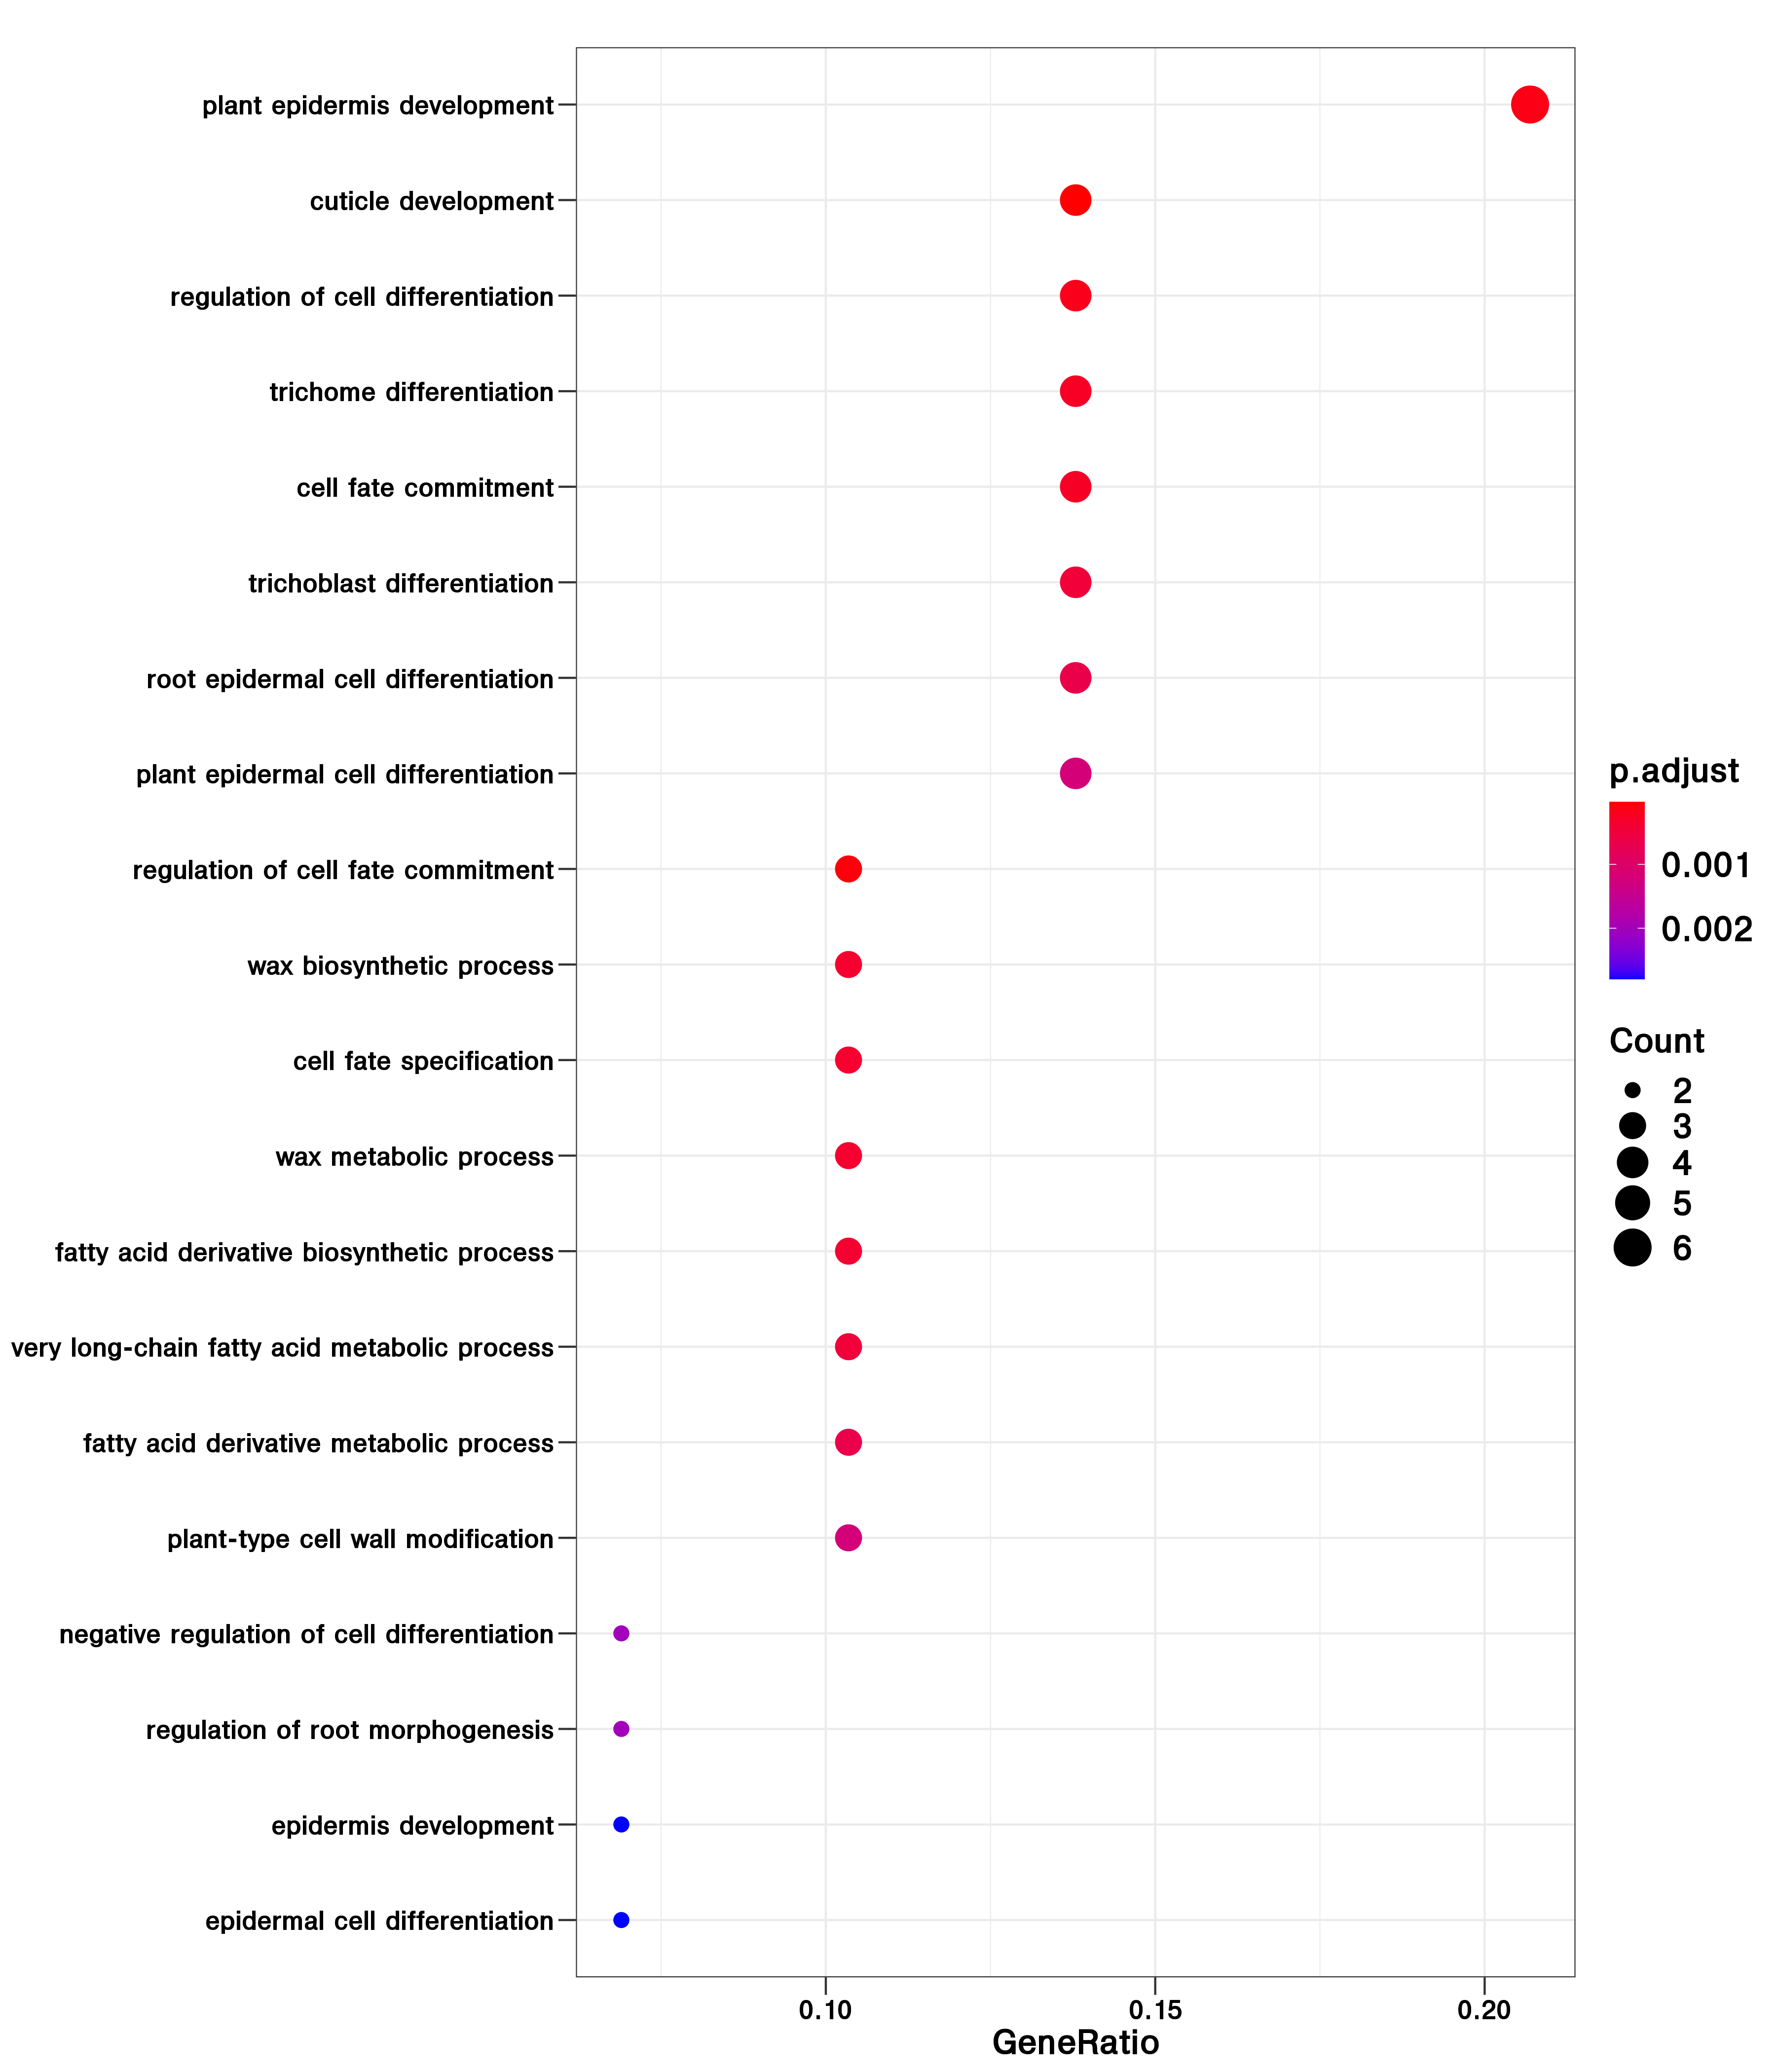 plant epidermis development
cuticle development
regulation of cell differentiation
trichome differentiation
cell fate commitment
trichoblast differentiation
root epidermal cell differentiation
plant epidermal cell differentiation
regulation of cell fate commitment
wax biosynthetic process
cell fate specification
wax metabolic process
fatty acid derivative biosynthetic process
very long-chain fatty acid metabolic process
fatty acid derivative metabolic process
plant-type cell wall modification
negative regulation of cell differentiation
regulation of root morphogenesis
epidermis development
epidermal cell differentiation
0.10 0.15 0.20
GeneRatio
p.adjust
0.001
0.002
Count
2
3
4
5
6